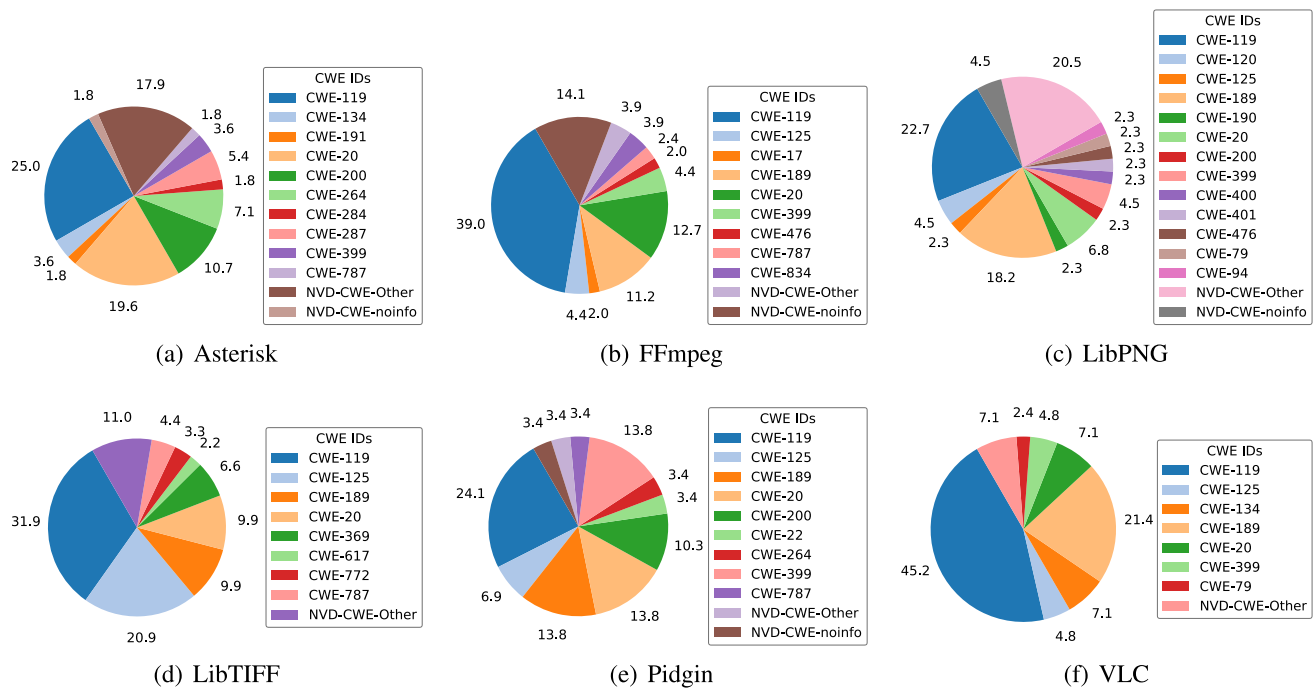 CWE IDs
CWE-119
CWE-134
CWE-191
CWE-20
CWE-200
CWE-264
CWE-284
CWE-287
CWE-399
CWE-787
NVD-CWE-Other
NVD-CWE-noinfo
17.9
1.8
1.8
3.6
5.4
1.8
7.1
10.7
19.6
1.8
3.6
25.0
(a) Asterisk
CWE IDs
CWE-119
CWE-125
CWE-17
CWE-189
CWE-20
CWE-399
CWE-476
CWE-787
CWE-834
NVD-CWE-Other
NVD-CWE-noinfo
14.1
3.9
3.9
2.4
2.0
4.4
12.7
11.2
2.0
4.4
39.0
(b) FFmpeg
CWE IDs
CWE-119
CWE-120
CWE-125
CWE-189
CWE-190
CWE-20
CWE-200
CWE-399
CWE-400
CWE-401
CWE-476
CWE-79
CWE-94
NVD-CWE-Other
NVD-CWE-noinfo
4.5
20.5
2.3
2.3
2.3
2.3
2.3
4.5
2.3
6.8
2.3
18.2
2.3
4.5
22.7
(c) LibPNG
CWE IDs
CWE-119
CWE-125
CWE-189
CWE-20
CWE-369
CWE-617
CWE-772
CWE-787
NVD-CWE-Other
11.0
4.4
3.3
2.2
6.6
9.9
9.9
20.9
31.9
(d) LibTIFF
CWE IDs
CWE-119
CWE-125
CWE-189
CWE-20
CWE-200
CWE-22
CWE-264
CWE-399
CWE-787
NVD-CWE-Other
NVD-CWE-noinfo
3.4
3.4
3.4
13.8
3.4
3.4
10.3
13.8
13.8
6.9
24.1
(e) Pidgin
CWE IDs
CWE-119
CWE-125
CWE-134
CWE-189
CWE-20
CWE-399
CWE-79
NVD-CWE-Other
7.1
2.4
4.8
7.1
21.4
7.1
4.8
45.2
(f) VLC